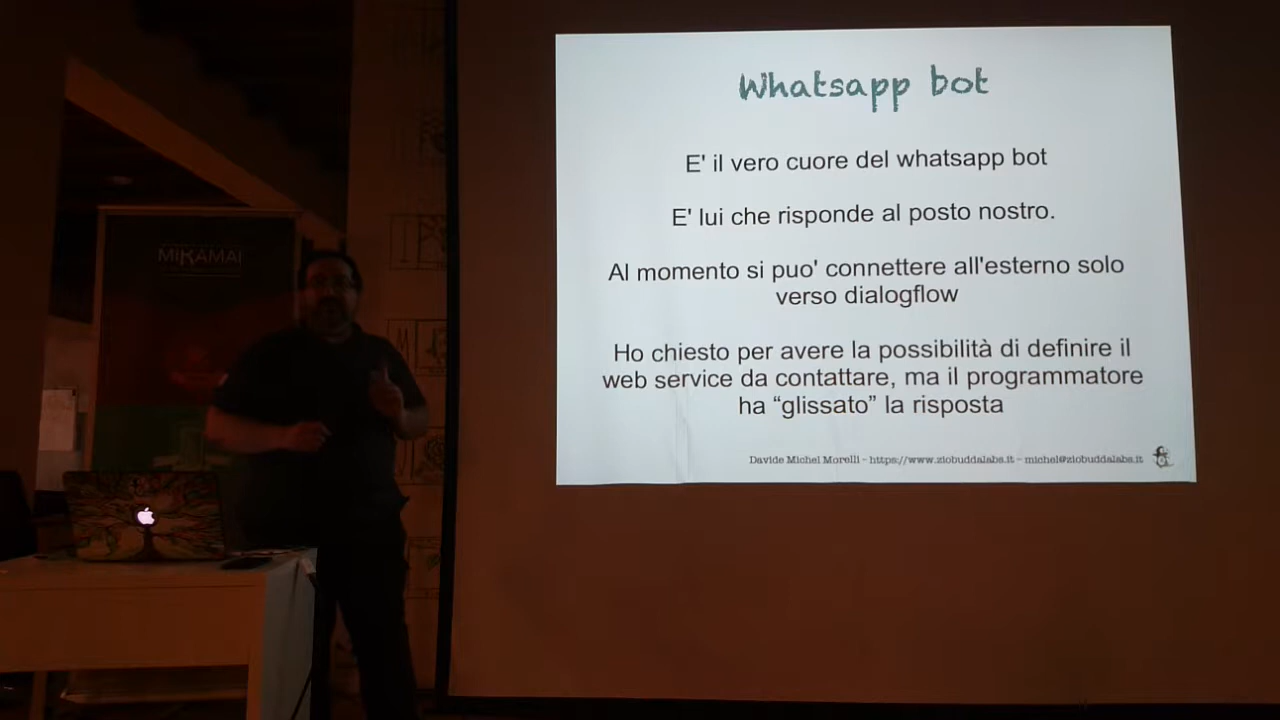 Whatsapp bot
E' il vero cuore del whatsapp bot
E' lui che risponde al posto nostro.
Al momento si puo' connettere all'esterno solo
verso dialogflow
Ho chiesto per avere la possibilità di definire il
web service da contattare, ma il programmatore
ha “glissato” la risposta
Davide Michel Morelli - https://www.ziobuddalabs.it - michel@ziobuddalabs.it
MIKAMAI